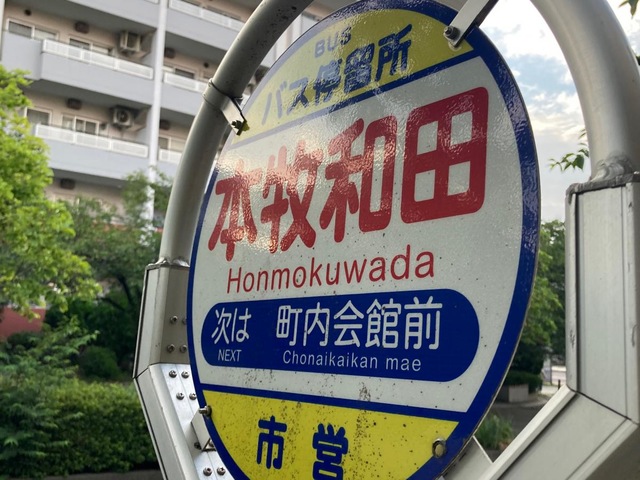 BUS
バス停留所
本牧和田
Honmokuwada
次は 町内会館前
NEXT Chonaikaikan mae
市営